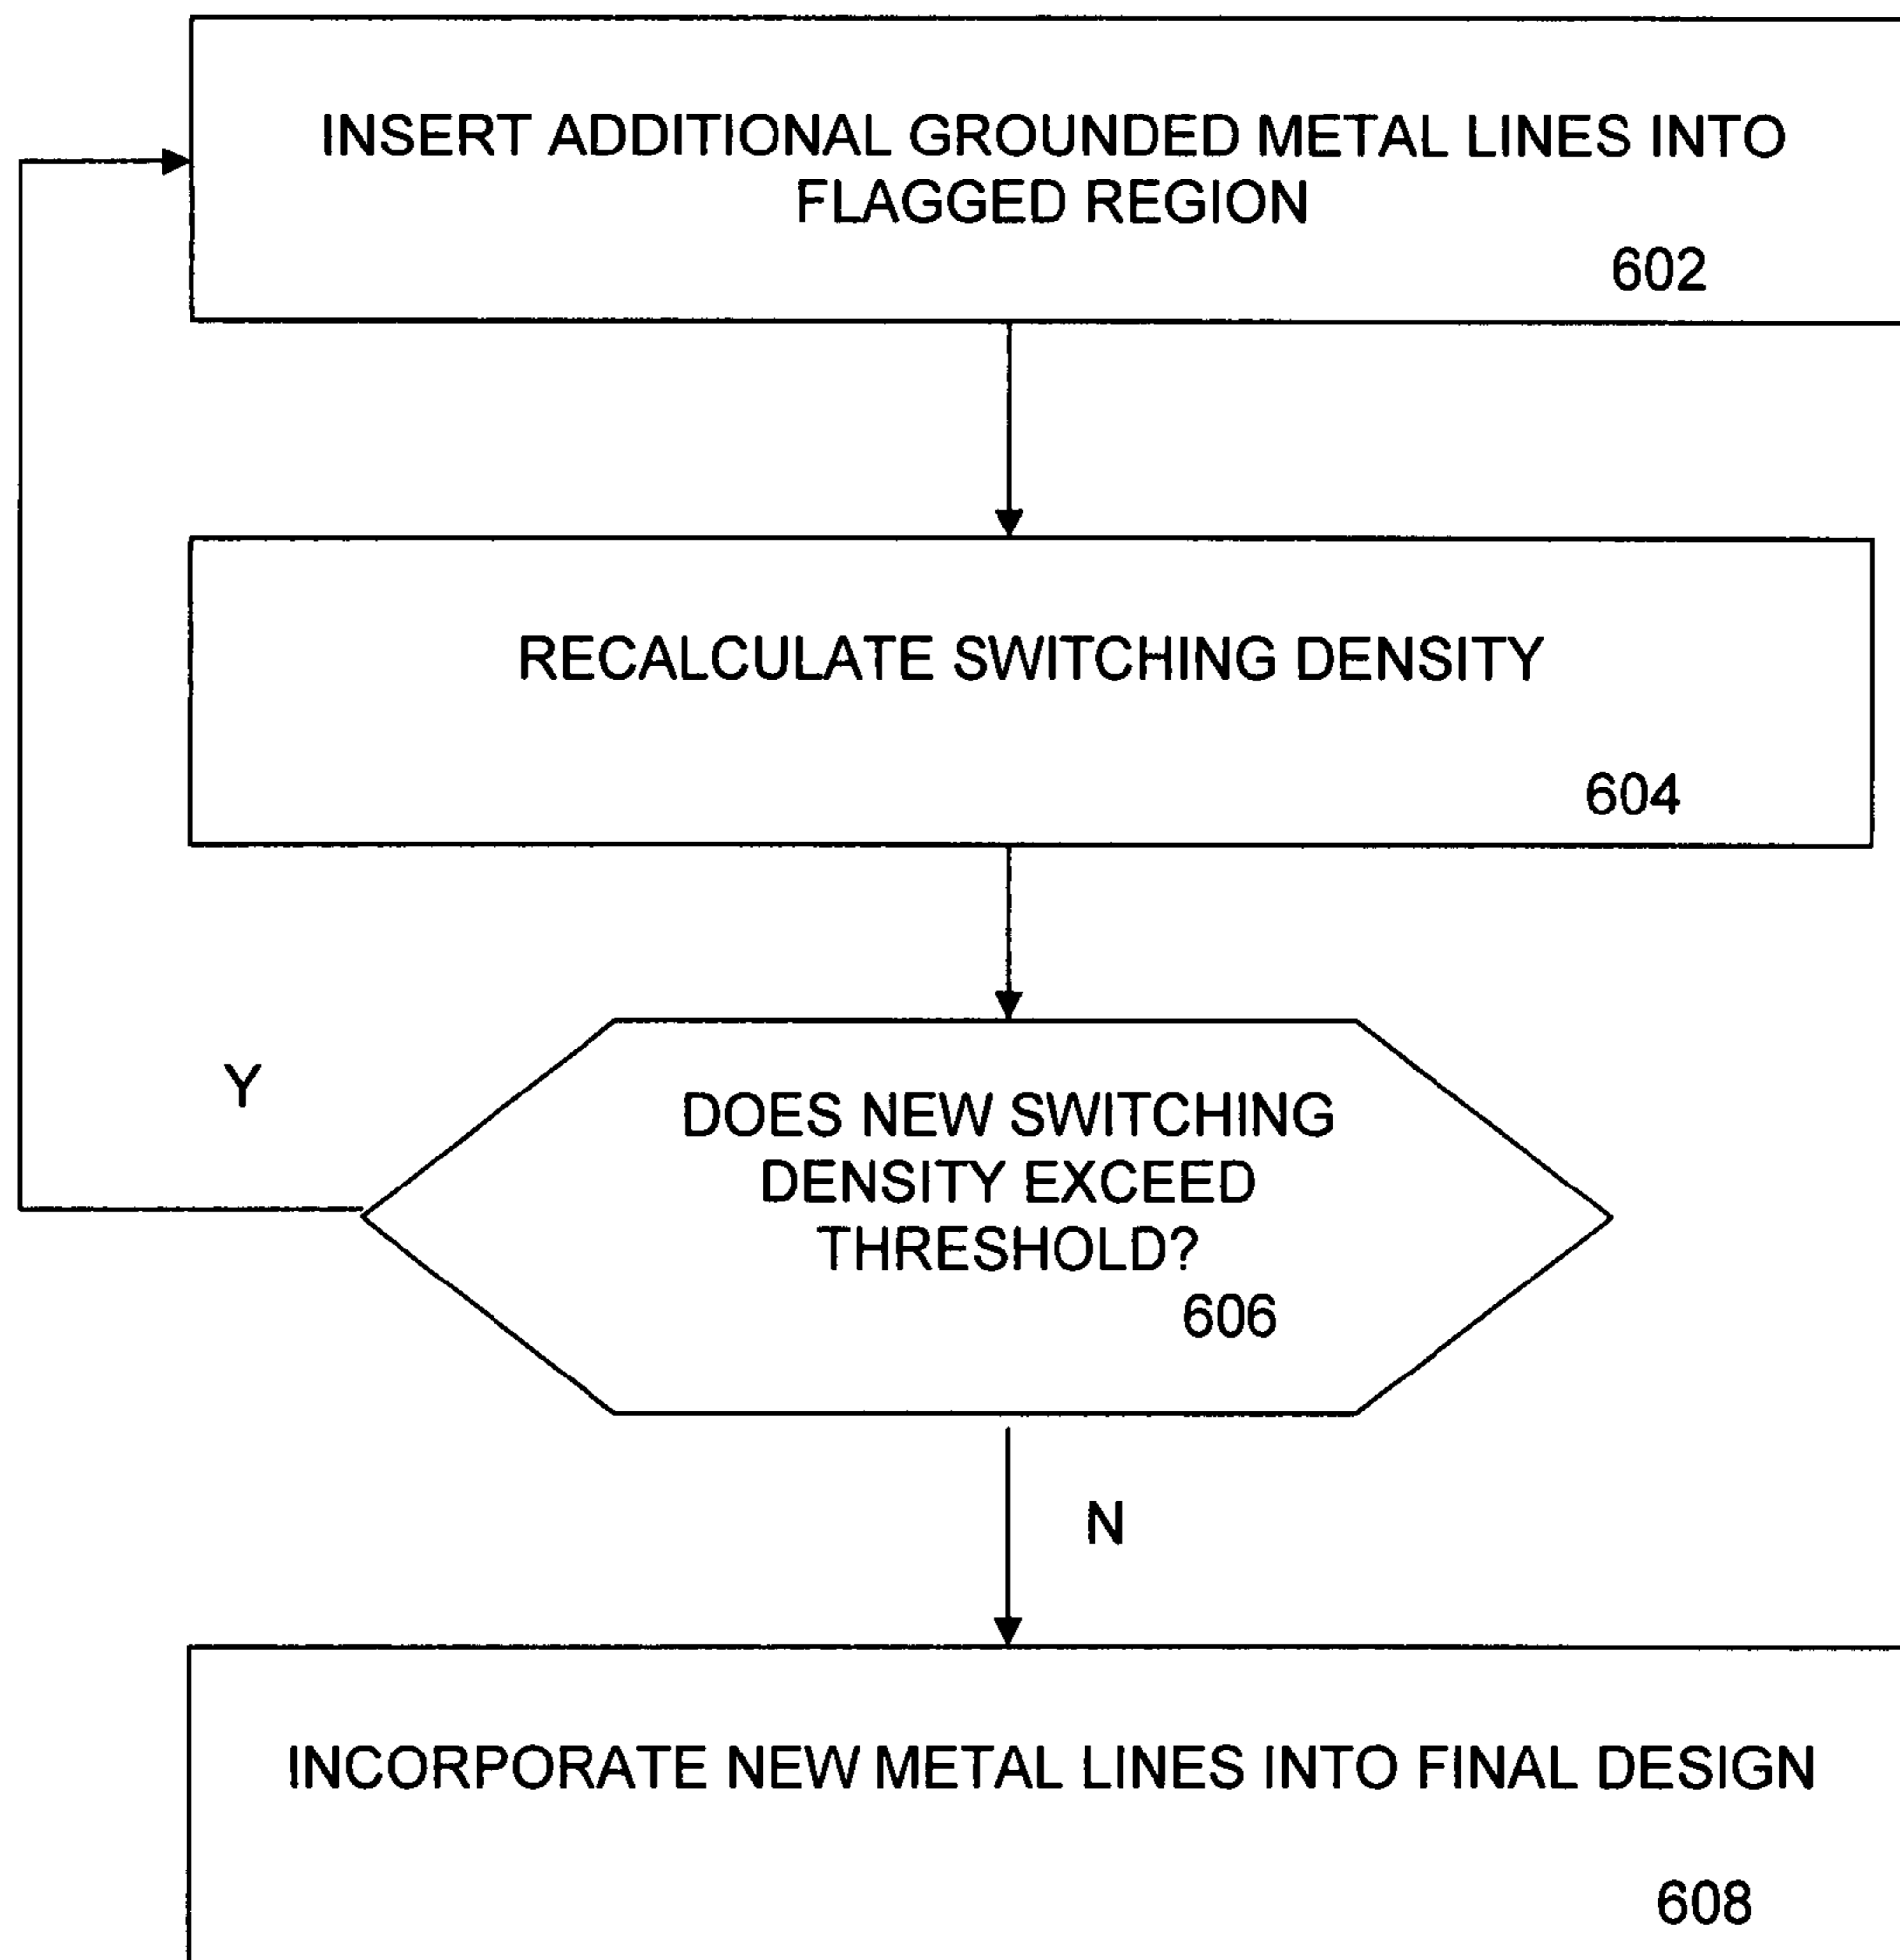 INSERT ADDITIONAL GROUNDED METAL LINES INTO
FLAGGED REGION
602
RECALCULATE SWITCHING DENSITY
604
Y
DOES NEW SWITCHING
DENSITY EXCEED
THRESHOLD?
606
N
INCORPORATE NEW METAL LINES INTO FINAL DESIGN
608